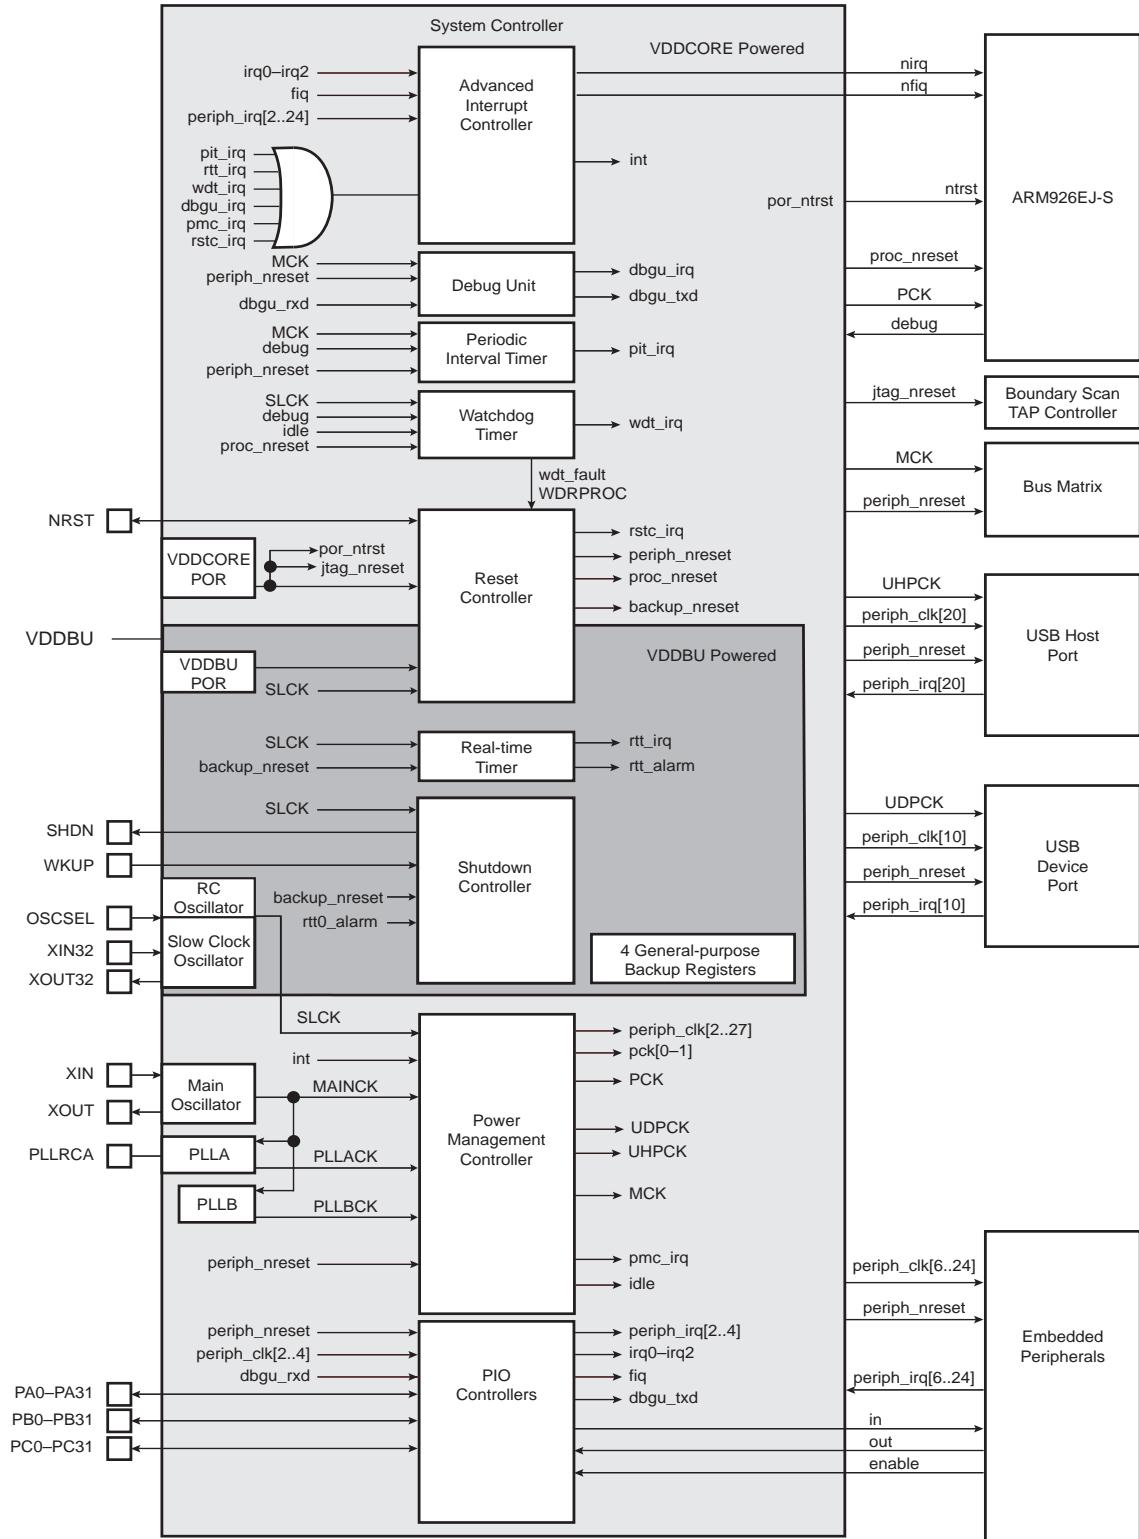 System Controller
VDDCORE Powered
irq0–irq2
fiq
periph_irq[2..24]
Advanced
Interrupt
Controller
nirq
nfiq
int
pit_irq
rtt_irq
wdt_irq
dbgu_irq
pmc_irq
rstc_irq
por_ntrst
ntrst
ARM926EJ-S
proc_nreset
PCK
debug
MCK
periph_nreset
dbgu_rxd
Debug Unit
dbgu_irq
dbgu_txd
MCK
debug
periph_nreset
Periodic
Interval Timer
pit_irq
SLCK
debug
idle
proc_nreset
Watchdog
Timer
wdt_irq
jtag_nreset
Boundary Scan
TAP Controller
wdt_fault
WDRPROC
MCK
periph_nreset
Bus Matrix
NRST
VDDCORE
POR
por_ntrst
jtag_nreset
Reset
Controller
rstc_irq
periph_nreset
proc_nreset
backup_nreset
VDDBU
VDDBU
POR
SLCK
VDDBU Powered
UHPCK
periph_clk[20]
periph_nreset
periph_irq[20]
USB Host
Port
SLCK
backup_nreset
Real-time
Timer
rtt_irq
rtt_alarm
SLCK
SHDN
WKUP
backup_nreset
rtt0_alarm
Shutdown
Controller
UDPCK
periph_clk[10]
periph_nreset
periph_irq[10]
USB
Device
Port
RC
Oscillator
OSCSEL
XIN32
XOUT32
Slow Clock
Oscillator
4 General-purpose
Backup Registers
SLCK
int
XIN
XOUT
Main
Oscillator
MAINCK
PLLRCA
PLLA
PLLACK
PLLB
PLLBCK
periph_nreset
Power
Management
Controller
periph_clk[2..27]
pck[0–1]
PCK
UDPCK
UHPCK
MCK
pmc_irq
idle
periph_nreset
periph_clk[2..4]
dbgu_rxd
PA0–PA31
PB0–PB31
PC0–PC31
PIO
Controllers
periph_irq[2..4]
irq0–irq2
fiq
dbgu_txd
periph_clk[6..24]
periph_nreset
periph_irq[6..24]
in
out
enable
Embedded
Peripherals